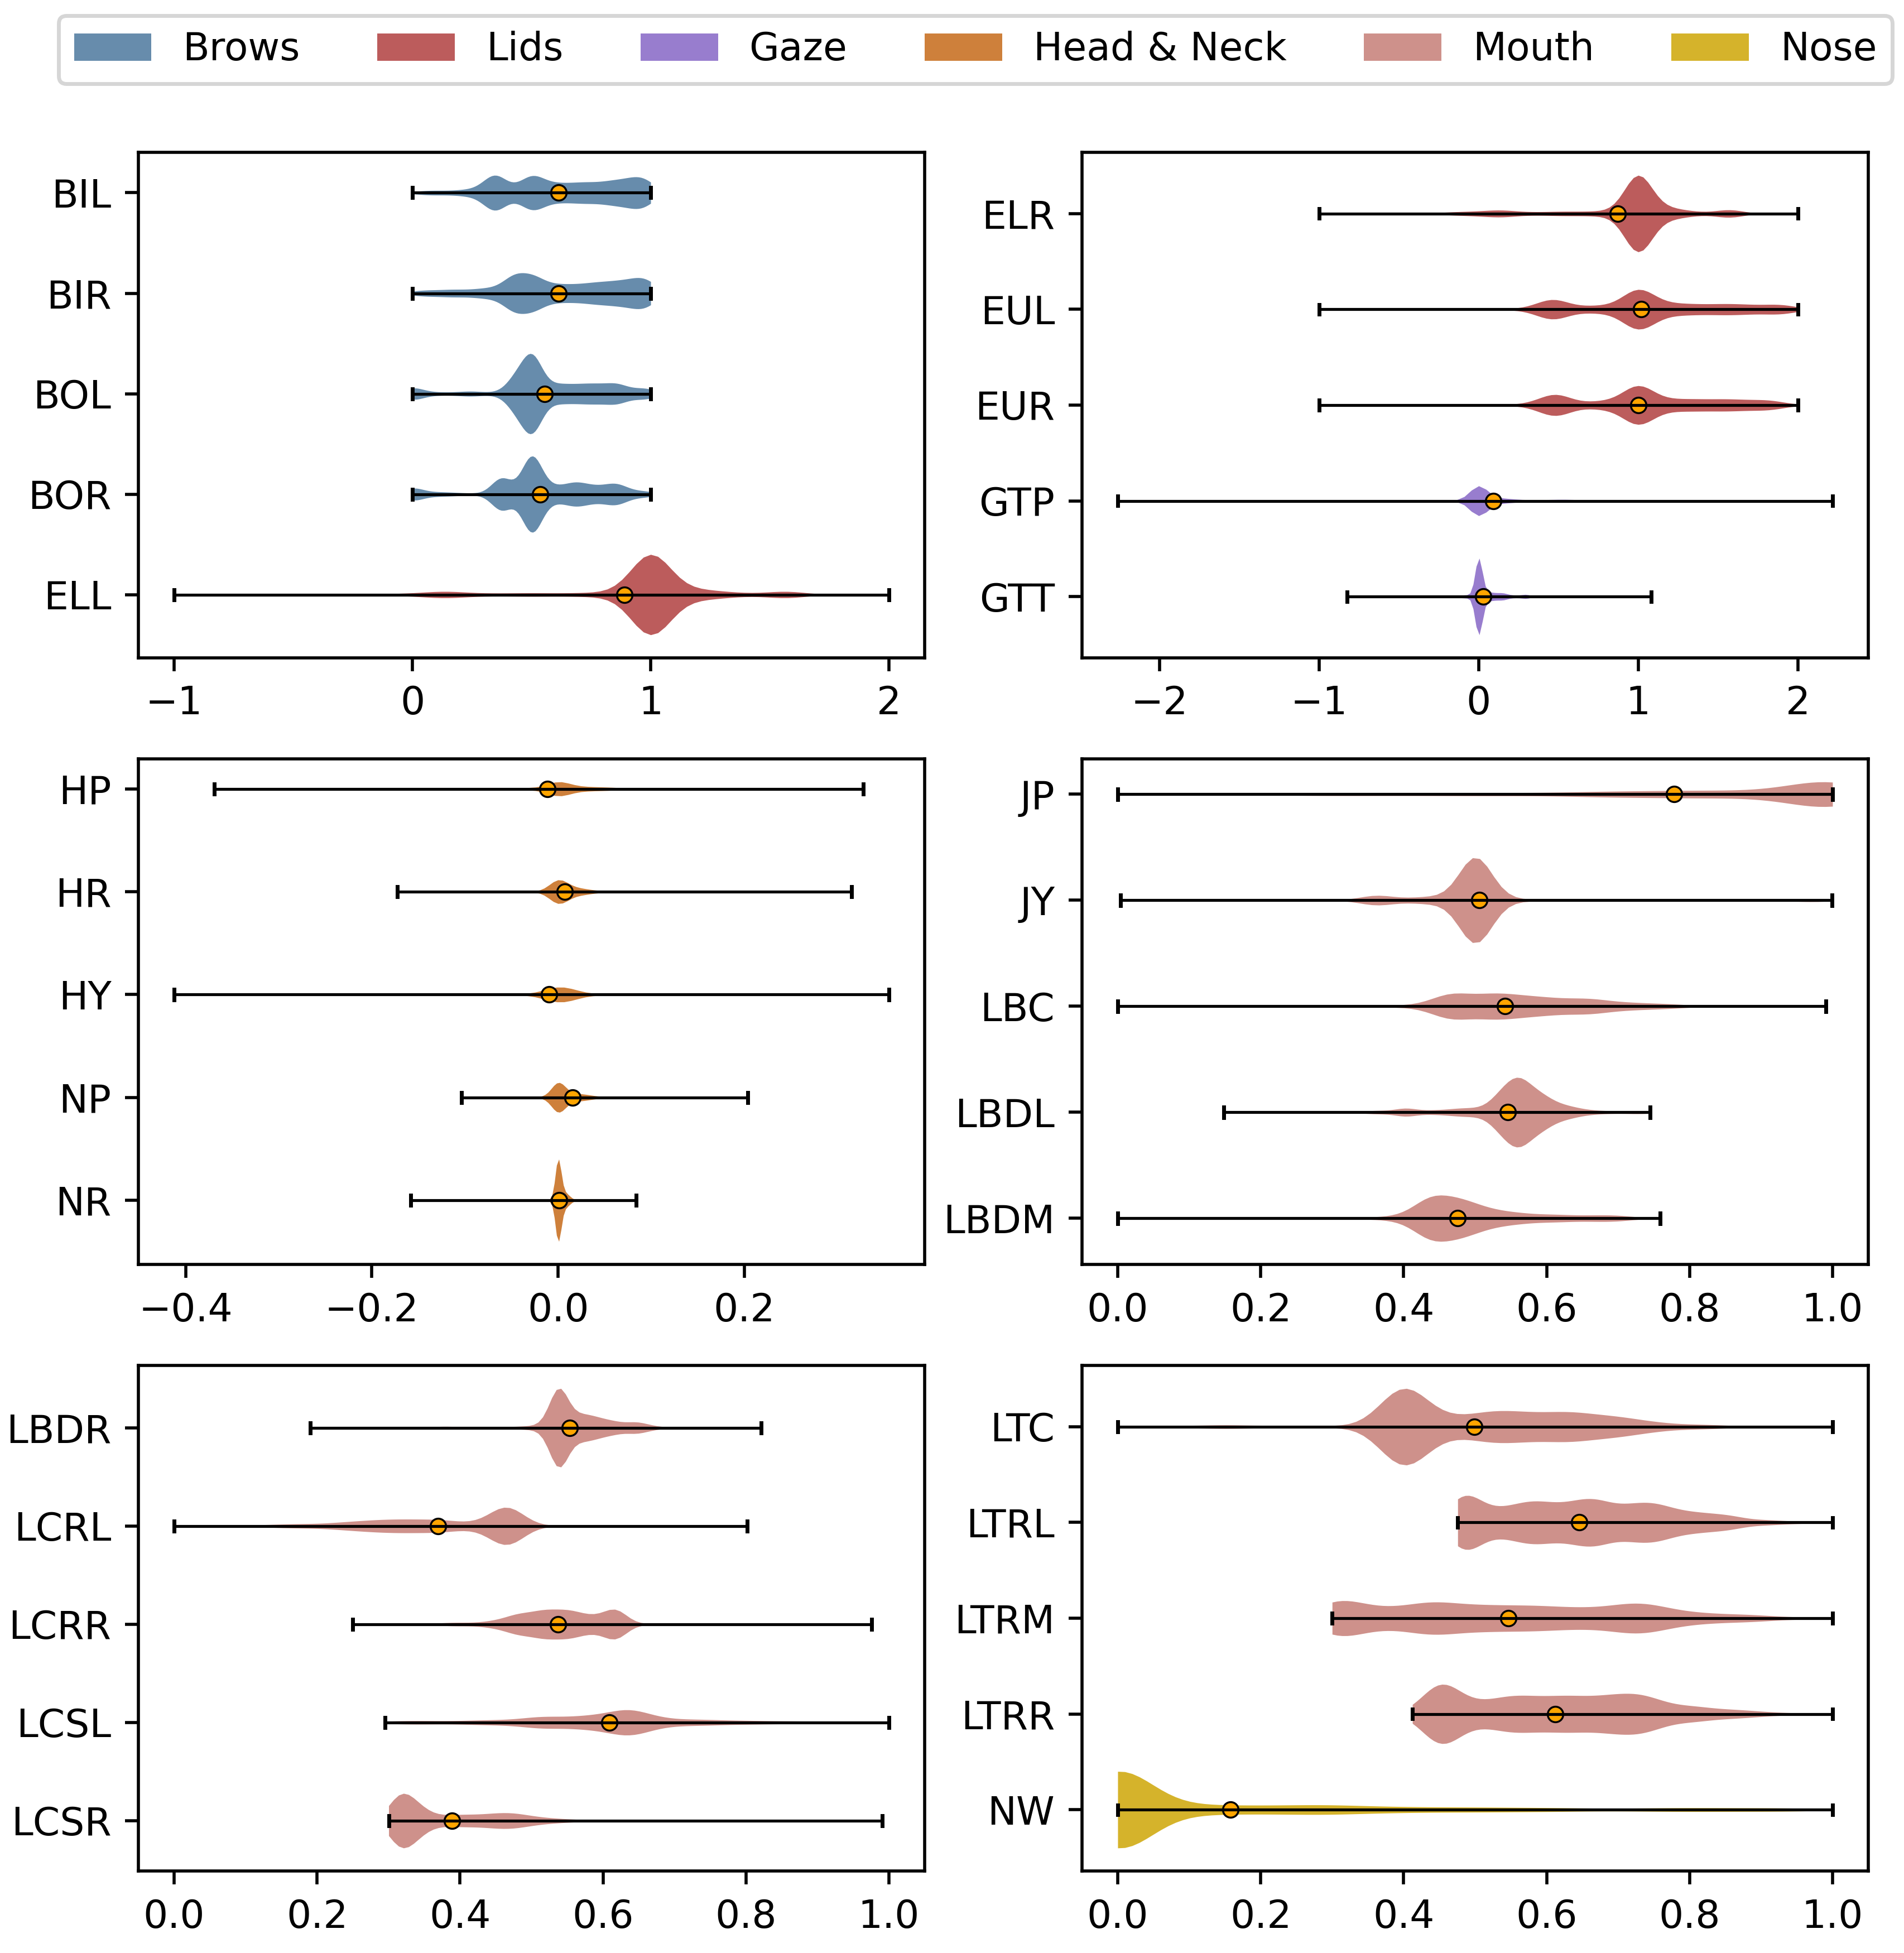 Brows Lids Gaze Head & Neck Mouth Nose
BIL
BIR
BOL
BOR
ELL
−1 0 1 2
ELR
EUL
EUR
GTP
GTT
−2 −1 0 1 2
HP
HR
HY
NP
NR
−0.4 −0.2 0.0 0.2
JP
JY
LBC
LBDL
LBDM
0.0 0.2 0.4 0.6 0.8 1.0
LBDR
LCRL
LCRR
LCSL
LCSR
0.0 0.2 0.4 0.6 0.8 1.0
LTC
LTRL
LTRM
LTRR
NW
0.0 0.2 0.4 0.6 0.8 1.0